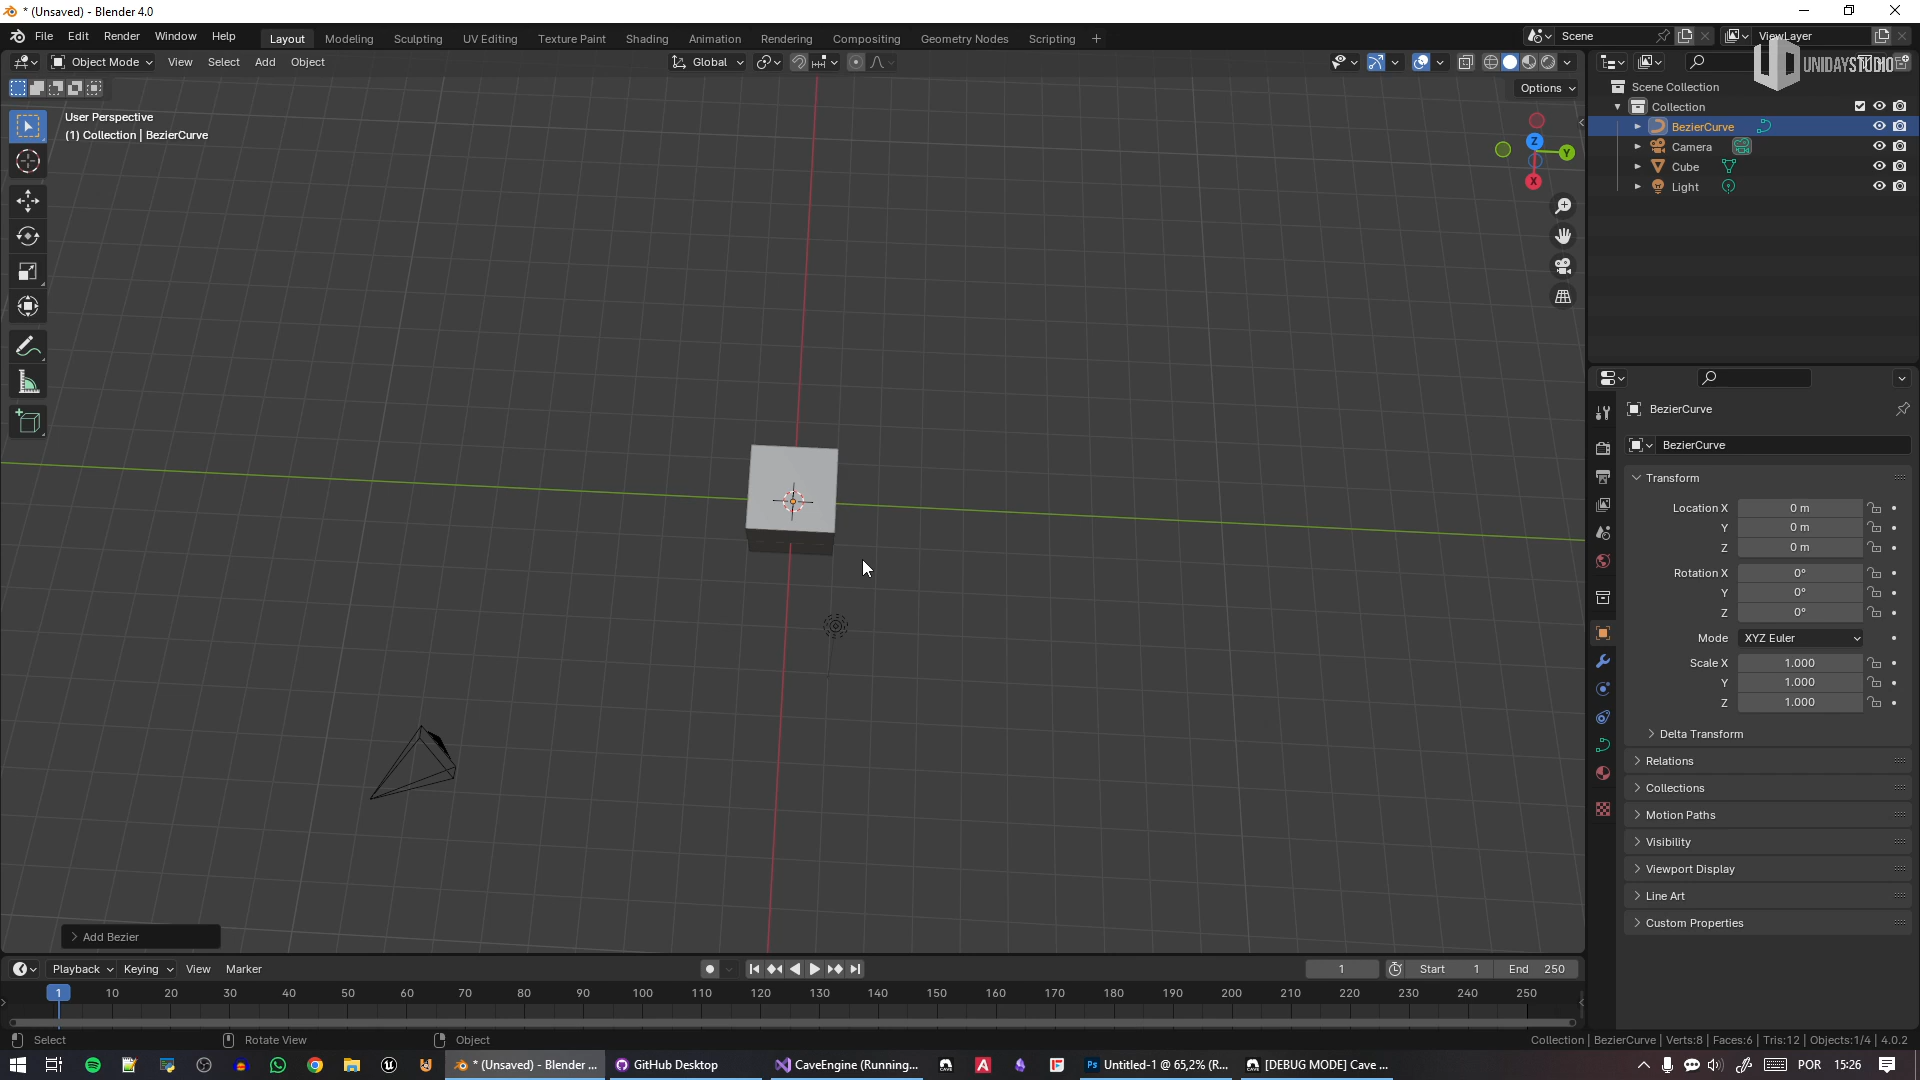 * (Unsaved) - Blender 4.0
File Edit Render Window Help
Layout Modeling Sculpting UV Editing Texture Paint Shading Animation Rendering Compositing Geometry Nodes Scripting +
Scene
ViewLayer
Object Mode View Select Add Object
Global
UNIDAYSTUDIO
Options
User Perspective
(1) Collection | BezierCurve
Z
Y
X
Scene Collection
Collection
BezierCurve
Camera
Cube
Light
BezierCurve
BezierCurve
Transform
Location X 0 m
Y 0 m
Z 0 m
Rotation X 0°
Y 0°
Z 0°
Mode XYZ Euler
Scale X 1.000
Y 1.000
Z 1.000
Delta Transform
Relations
Collections
Motion Paths
Visibility
Viewport Display
Line Art
Custom Properties
Add Bezier
Playback Keying View Marker
1 Start 1 End 250
1 10 20 30 40 50 60 70 80 90 100 110 120 130 140 150 160 170 180 190 200 210 220 230 240 250
Select Rotate View Object
Collection | BezierCurve | Verts:8 | Faces:6 | Tris:12 | Objects:1/4 | 4.0.2
* (Unsaved) - Blender ... GitHub Desktop CaveEngine (Running... Untitled-1 @ 65,2% (R... [DEBUG MODE] Cave ... POR 15:26